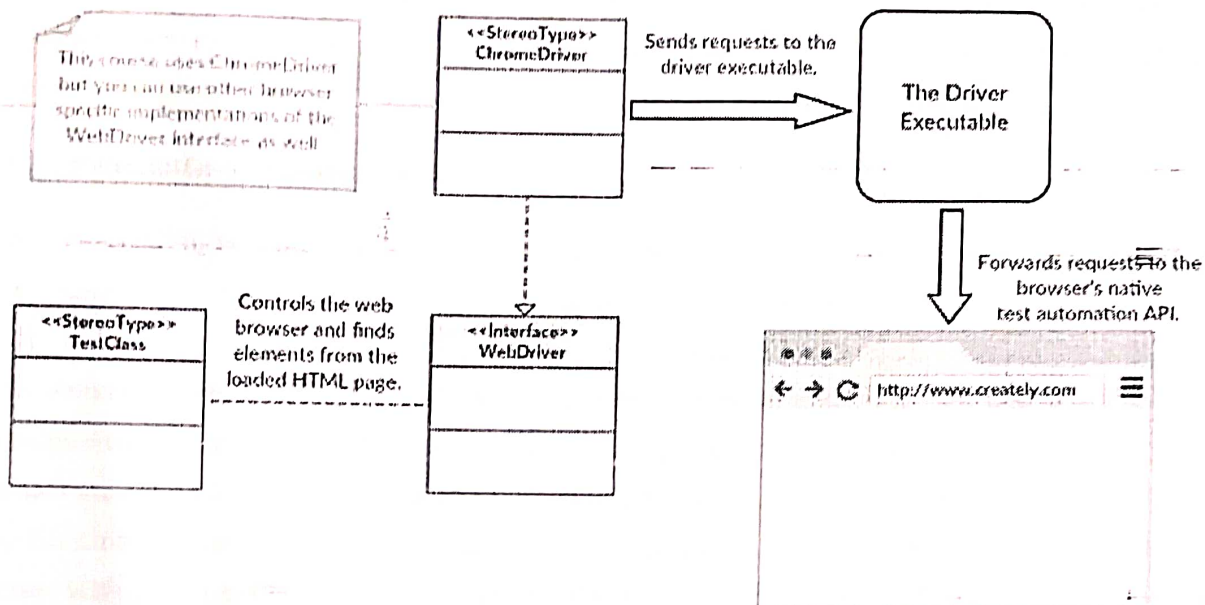 This course uses ChromeDriver
but you can use other browser
specific implementations of the
WebDriver interface as well
<<StereoType>>
ChromeDriver
Sends requests to the
driver executable.
The Driver
Executable
Forwards requests to the
browser's native
test automation API.
<<StereoType>>
TestClass
Controls the web
browser and finds
elements from the
loaded HTML page.
<<Interface>>
WebDriver
http://www.creately.com